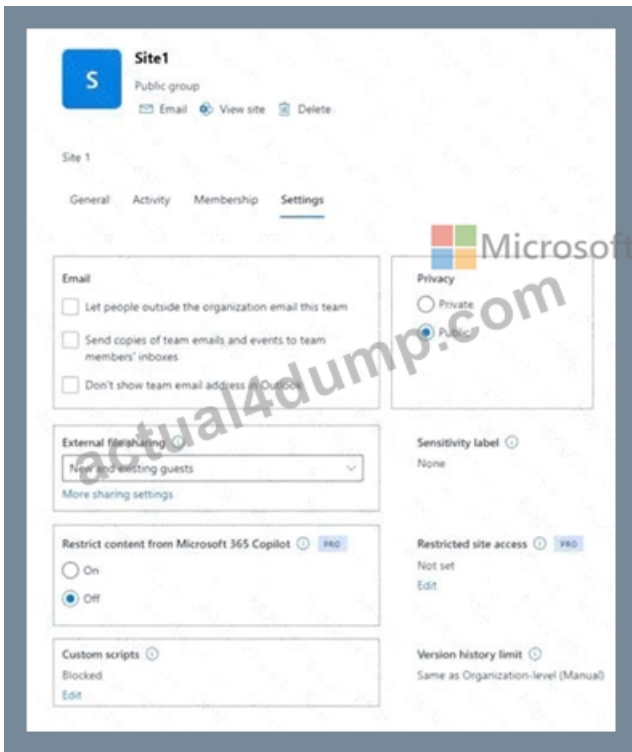 S
Site1
Public group
Email View site Delete
Site 1
General Activity Membership Settings
Microsoft
Email
Let people outside the organization email this team
Send copies of team emails and events to team
members' inboxes
Don't show team email address in Outlook
Privacy
Private
Public
actual4dump.com
External file sharing
New and existing guests
More sharing settings
Sensitivity label
None
Restrict content from Microsoft 365 Copilot PRO
On
Off
Restricted site access PRO
Not set
Edit
Custom scripts
Blocked
Edit
Version history limit
Same as Organization-level (Manual)